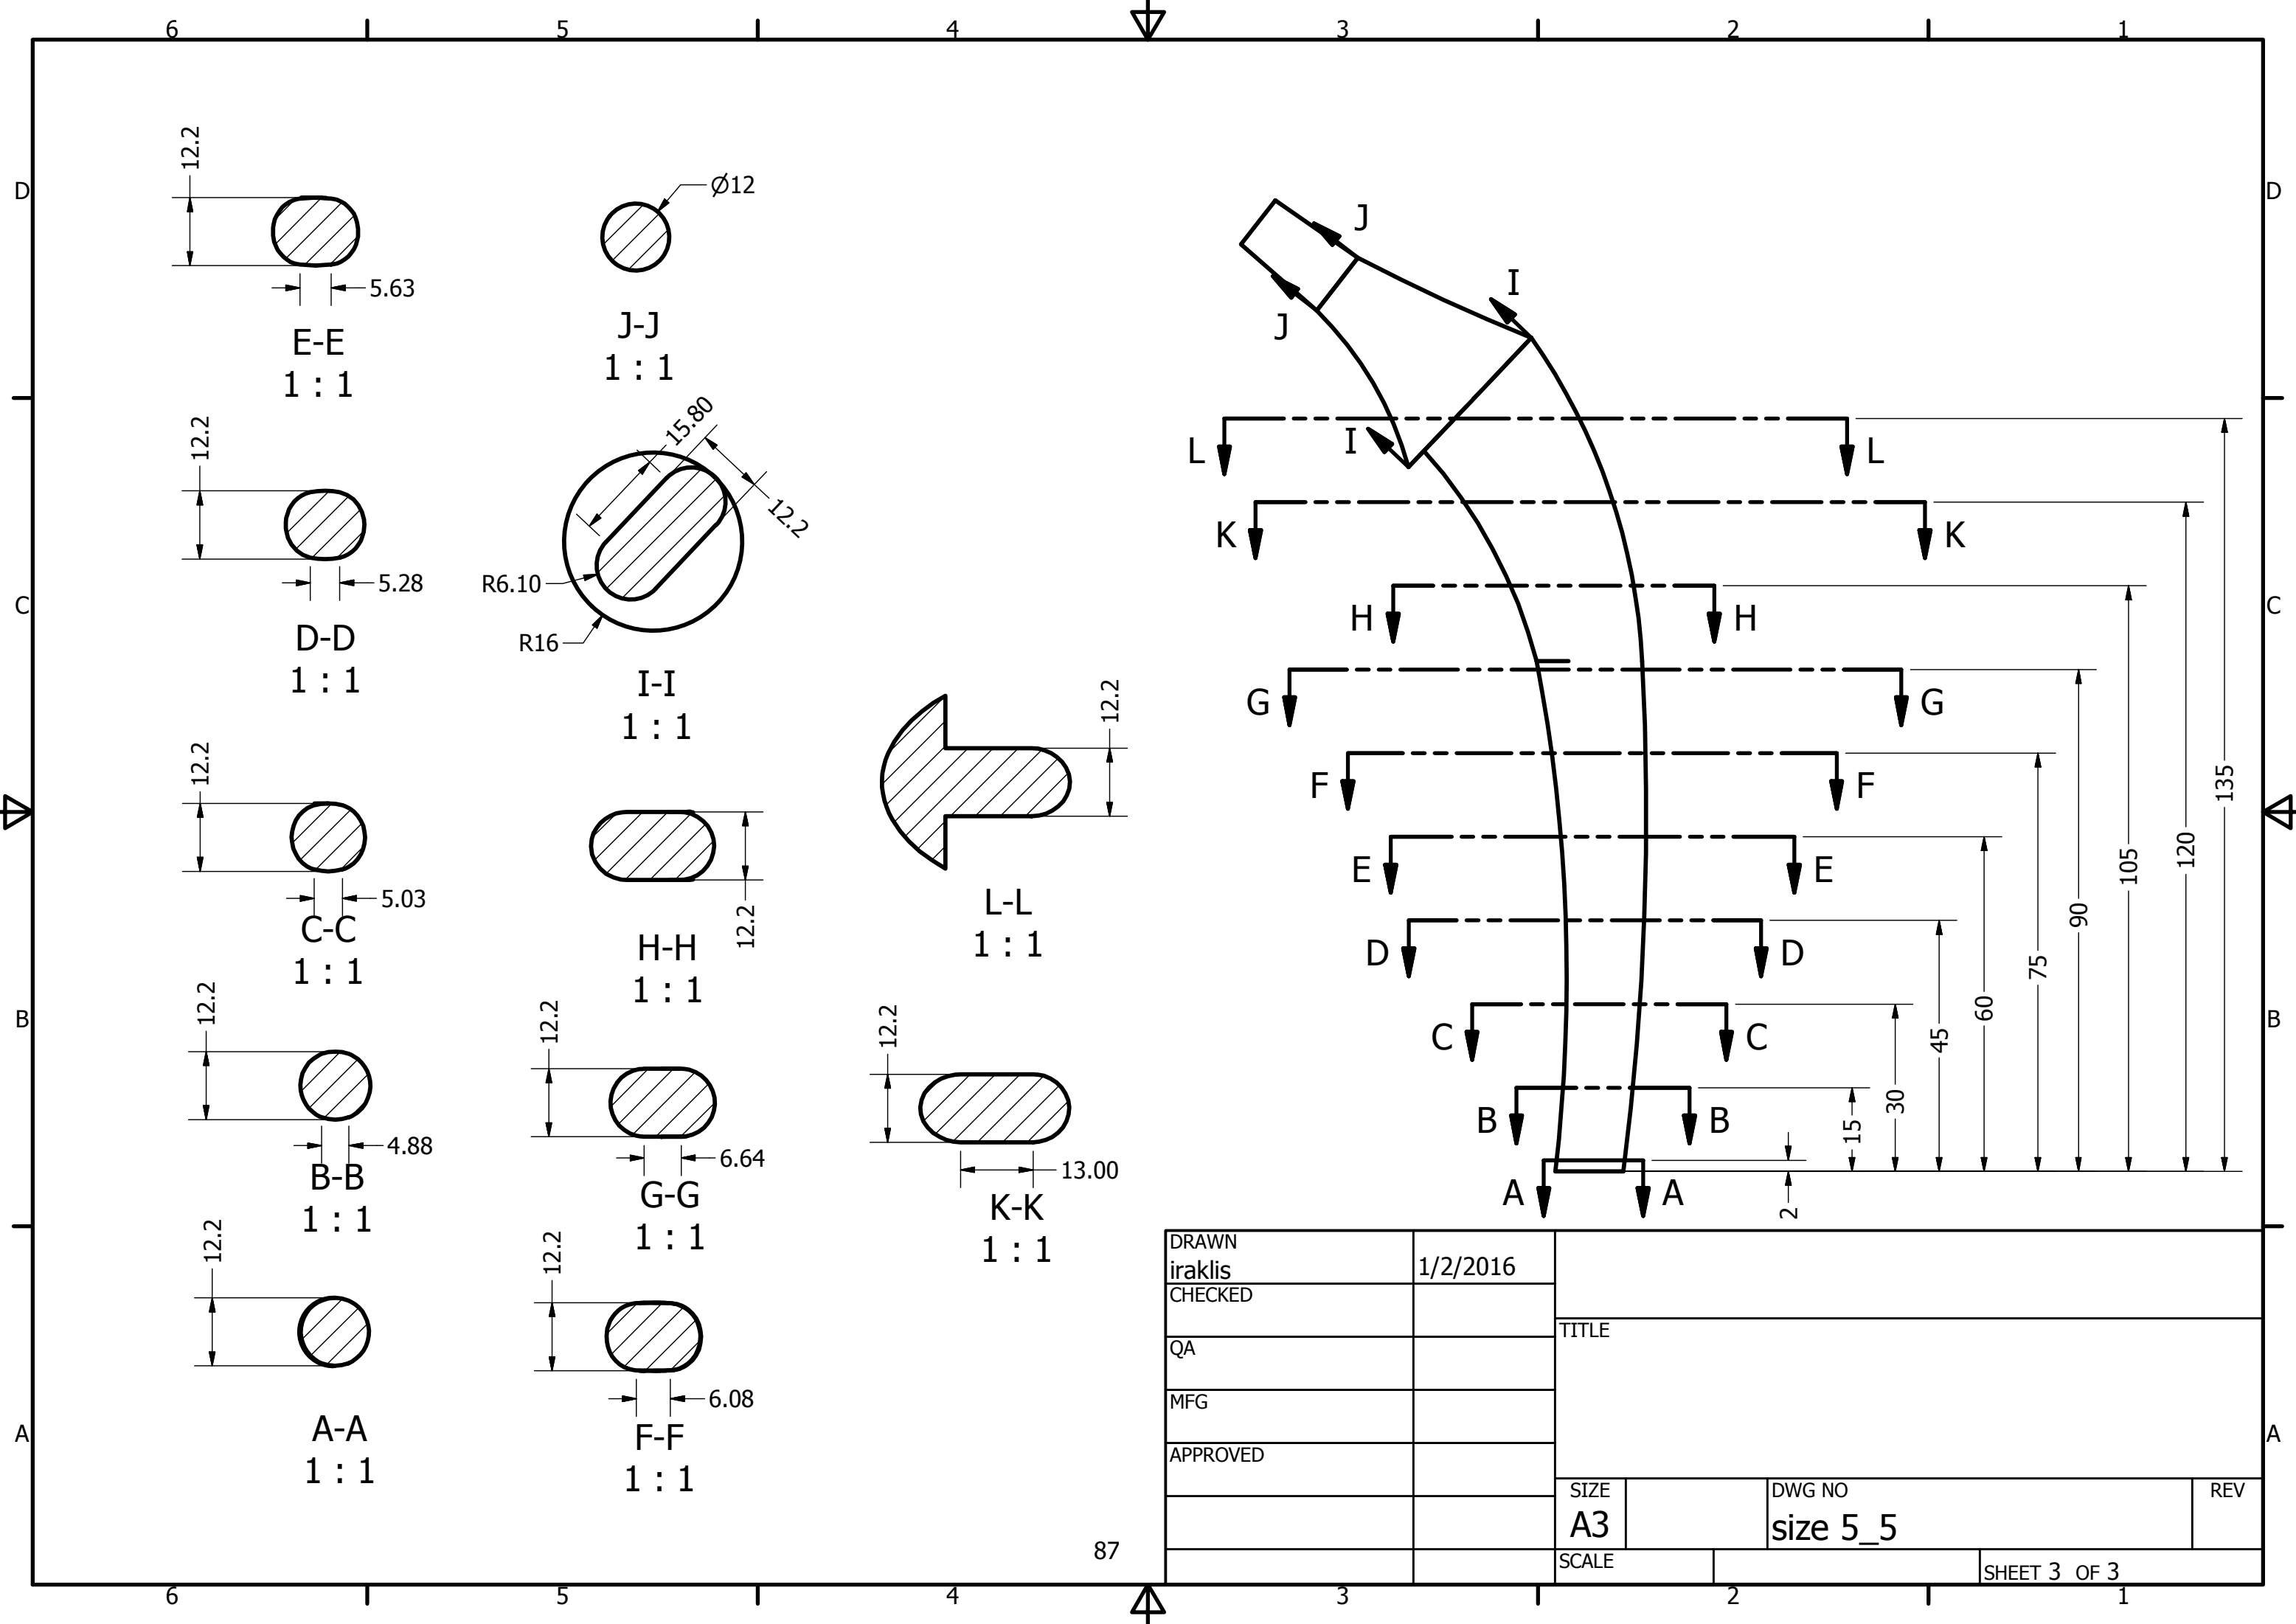 6 5 4 3 2 1
D D
C C
B B
A A
12.2
5.63
E-E
1 : 1
Ø12
J-J
1 : 1
12.2
5.28
D-D
1 : 1
15.80
12.2
R6.10
R16
I-I
1 : 1
12.2
5.03
C-C
1 : 1
12.2
H-H
1 : 1
12.2
L-L
1 : 1
12.2
4.88
B-B
1 : 1
12.2
6.64
G-G
1 : 1
12.2
13.00
K-K
1 : 1
12.2
A-A
1 : 1
12.2
6.08
F-F
1 : 1
J
J
I
I
L L
K K
H H
G G
F F
E E
D D
C C
B B
A A
2
15
30
45
60
75
90
105
120
135
87
DRAWN
iraklis 1/2/2016
CHECKED
QA
MFG
APPROVED
TITLE
SIZE
A3
DWG NO
size 5_5
REV
SCALE
SHEET 3 OF 3
6 5 4 3 2 1